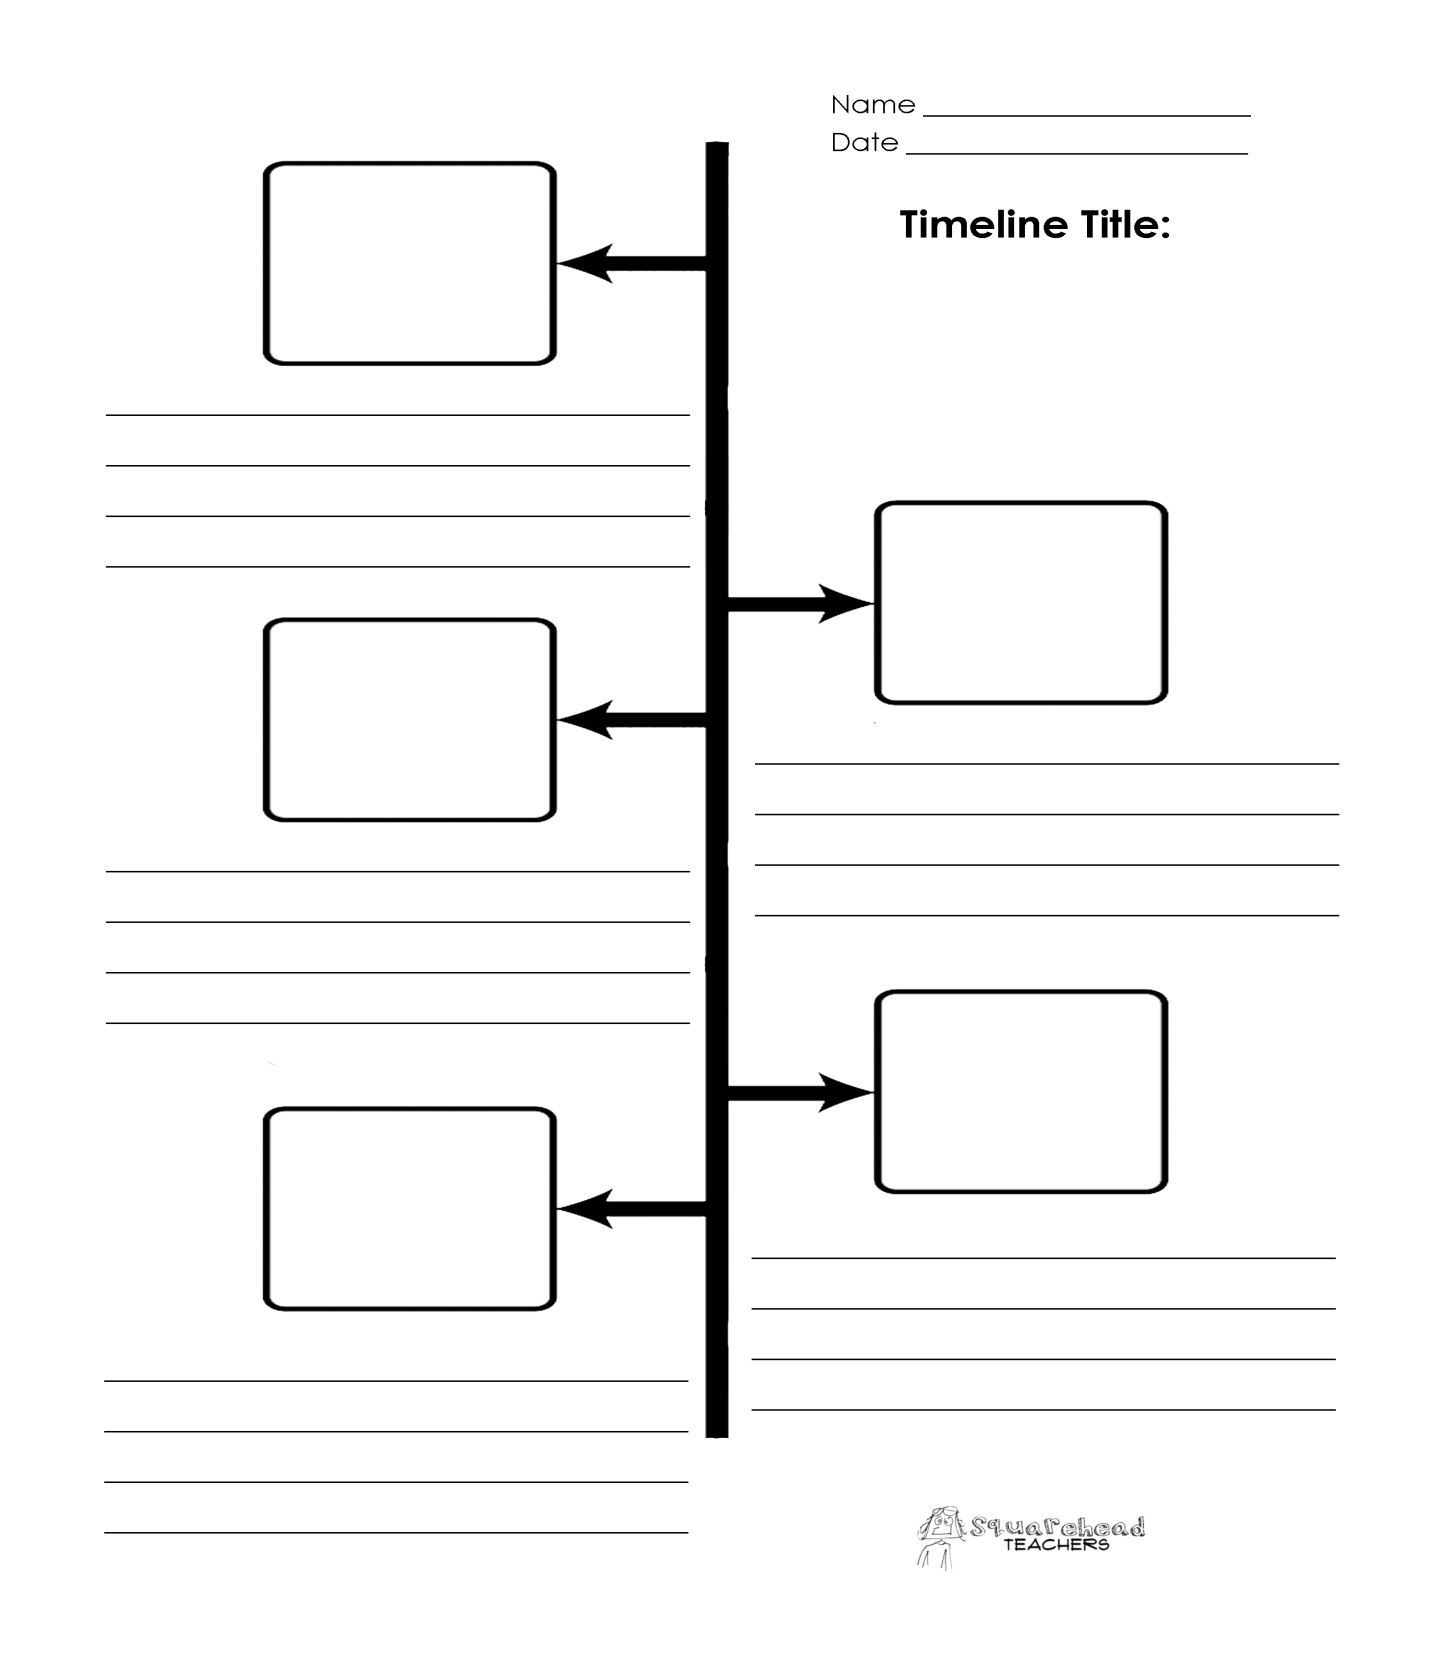 Name
Date
Timeline Title:
Squarehead
TEACHERS